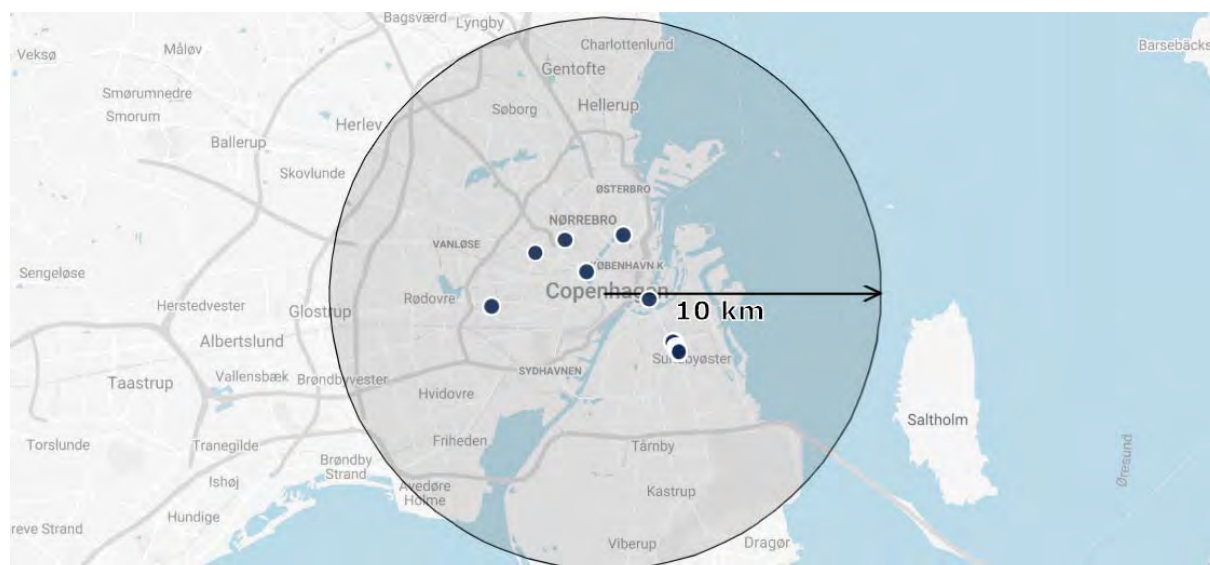 Bagsværd
Lyngby
Veksø
Måløv
Charlottenlund
Barsebäcks
Gentofte
Smørumnedre
Smorum
Søborg
Hellerup
Herlev
Ballerup
Skovlunde
ØSTERBRO
NØRREBRO
VANLØSE
KØBENHAVN K
Sengeløse
Copenhagen
Rødovre
Herstedvester
Glostrup
10 km
Albertslund
Sundbyøster
SYDHAVNEN
Taastrup
Vallensbæk
Brøndbyvester
Hvidovre
Saltholm
Friheden
Torslunde
Tranegilde
Tårnby
Brøndby
Strand
Øresund
Ishøj
Avedøre
Holme
Kastrup
Hundige
reve Strand
Viberup
Dragør